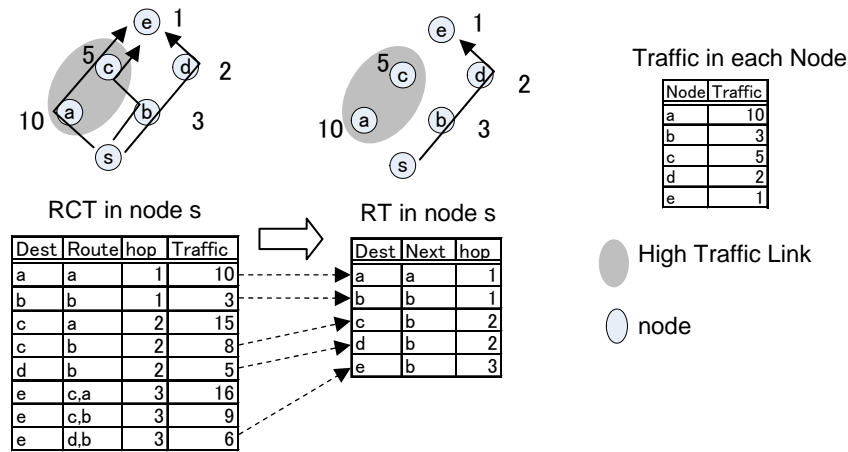 e 1
5 c d 2
10 a b 3
s
e 1
5 c d 2
10 a b 3
s
Traffic in each Node
Node Traffic
a 10
b 3
c 5
d 2
e 1
RCT in node s
Dest Route hop Traffic
a a 1 10
b b 1 3
c a 2 15
c b 2 8
d b 2 5
e c,a 3 16
e c,b 3 9
e d,b 3 6
RT in node s
Dest Next hop
a a 1
b b 1
c b 2
d b 2
e b 3
High Traffic Link
node